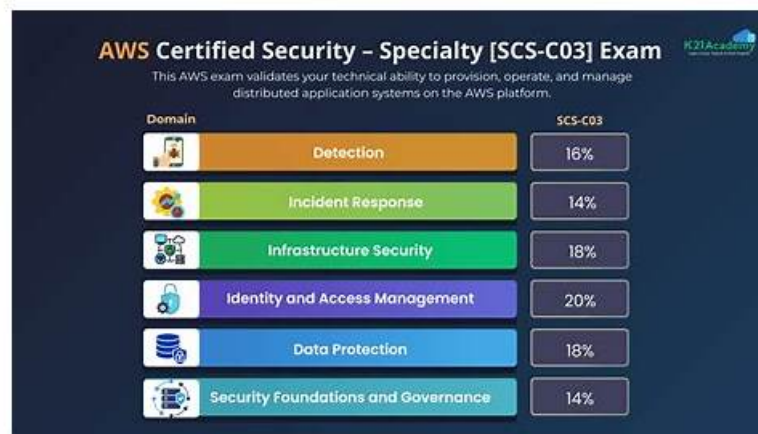 AWS Certified Security – Specialty [SCS-C03] Exam
K21Academy
This AWS exam validates your technical ability to provision, operate, and manage
distributed application systems on the AWS platform.
Domain SCS-C03
Detection 16%
Incident Response 14%
Infrastructure Security 18%
Identity and Access Management 20%
Data Protection 18%
Security Foundations and Governance 14%